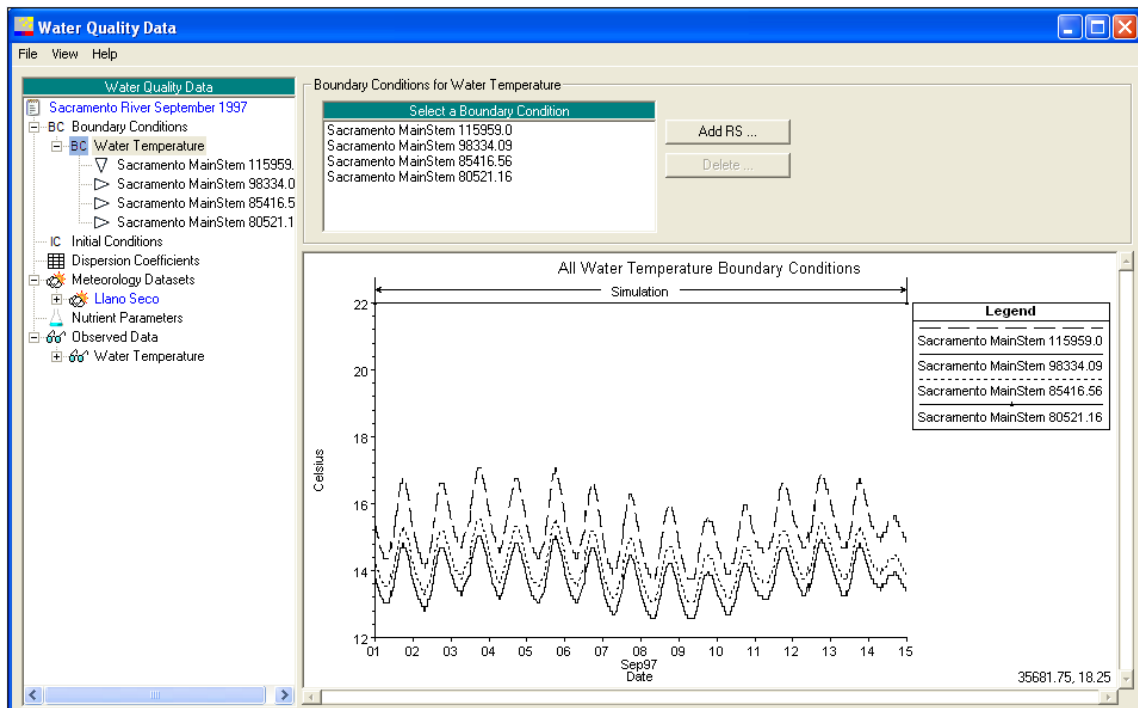 Water Quality Data
File View Help
Water Quality Data
Sacramento River September 1997
BC Boundary Conditions
BC Water Temperature
Sacramento MainStem 115959.
Sacramento MainStem 98334.0
Sacramento MainStem 85416.5
Sacramento MainStem 80521.1
IC Initial Conditions
Dispersion Coefficients
Meteorology Datasets
Llano Seco
Nutrient Parameters
Observed Data
Water Temperature
Boundary Conditions for Water Temperature
Select a Boundary Condition
Sacramento MainStem 115959.0
Sacramento MainStem 98334.09
Sacramento MainStem 85416.56
Sacramento MainStem 80521.16
Add RS ...
Delete ...
All Water Temperature Boundary Conditions
Simulation
22
20
18
16
14
12
Celsius
01 02 03 04 05 06 07 08 09 10 11 12 13 14 15
Sep97
Date
Legend
Sacramento MainStem 115959.0
Sacramento MainStem 98334.09
Sacramento MainStem 85416.56
Sacramento MainStem 80521.16
35681.75, 18.25